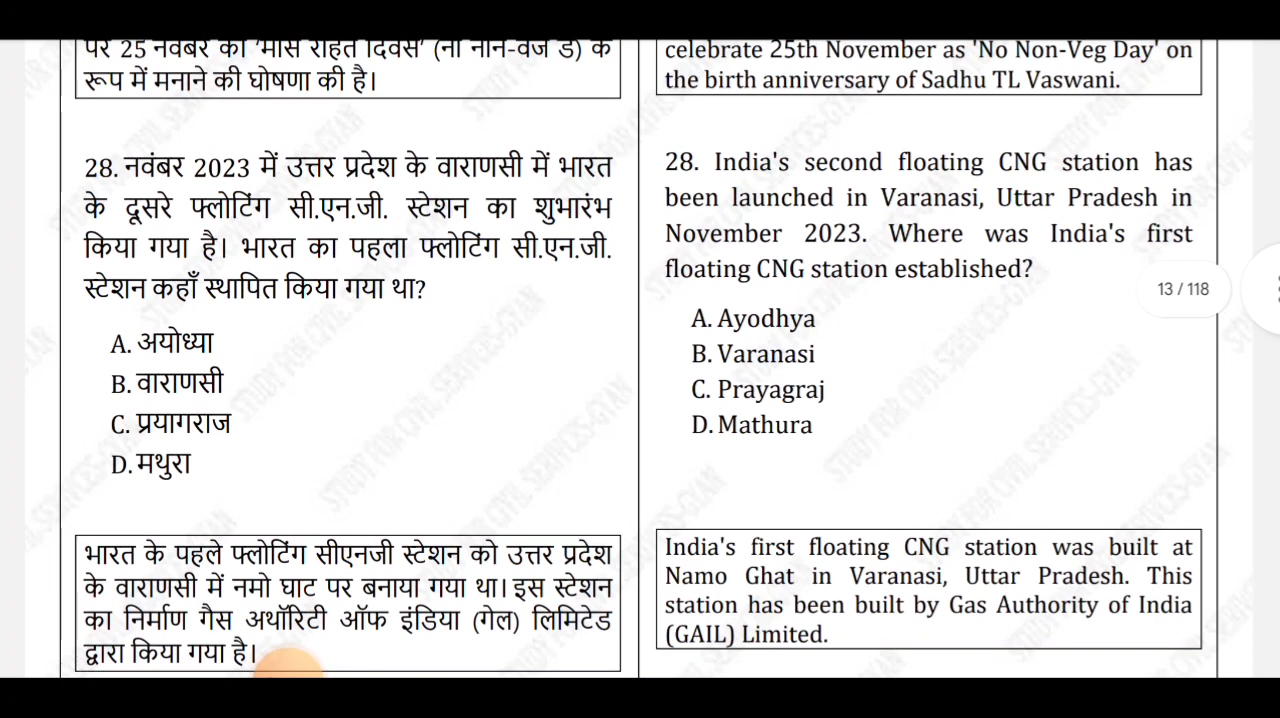 पर 25 नवंबर को 'मांस रहित दिवस' (नो नॉन-वेज डे) के
रूप में मनाने की घोषणा की है।
28. नवंबर 2023 में उत्तर प्रदेश के वाराणसी में भारत
के दूसरे फ्लोटिंग सी.एन.जी. स्टेशन का शुभारंभ
किया गया है। भारत का पहला फ्लोटिंग सी.एन.जी.
स्टेशन कहाँ स्थापित किया गया था?
A. अयोध्या
B. वाराणसी
C. प्रयागराज
D. मथुरा
भारत के पहले फ्लोटिंग सीएनजी स्टेशन को उत्तर प्रदेश
के वाराणसी में नमो घाट पर बनाया गया था। इस स्टेशन
का निर्माण गैस अथॉरिटी ऑफ इंडिया (गेल) लिमिटेड
द्वारा किया गया है।
celebrate 25th November as 'No Non-Veg Day' on
the birth anniversary of Sadhu TL Vaswani.
28. India's second floating CNG station has
been launched in Varanasi, Uttar Pradesh in
November 2023. Where was India's first
floating CNG station established?
A. Ayodhya
B. Varanasi
C. Prayagraj
D. Mathura
India's first floating CNG station was built at
Namo Ghat in Varanasi, Uttar Pradesh. This
station has been built by Gas Authority of India
(GAIL) Limited.
13 / 118
STUDY FOR CIVIL SERVICES-GYAN